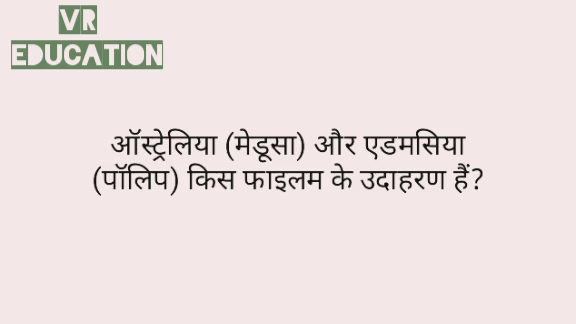 VR
EDUCATION
ऑस्ट्रेलिया (मेडूसा) और एडमसिया
(पॉलिप) किस फाइलम के उदाहरण हैं?